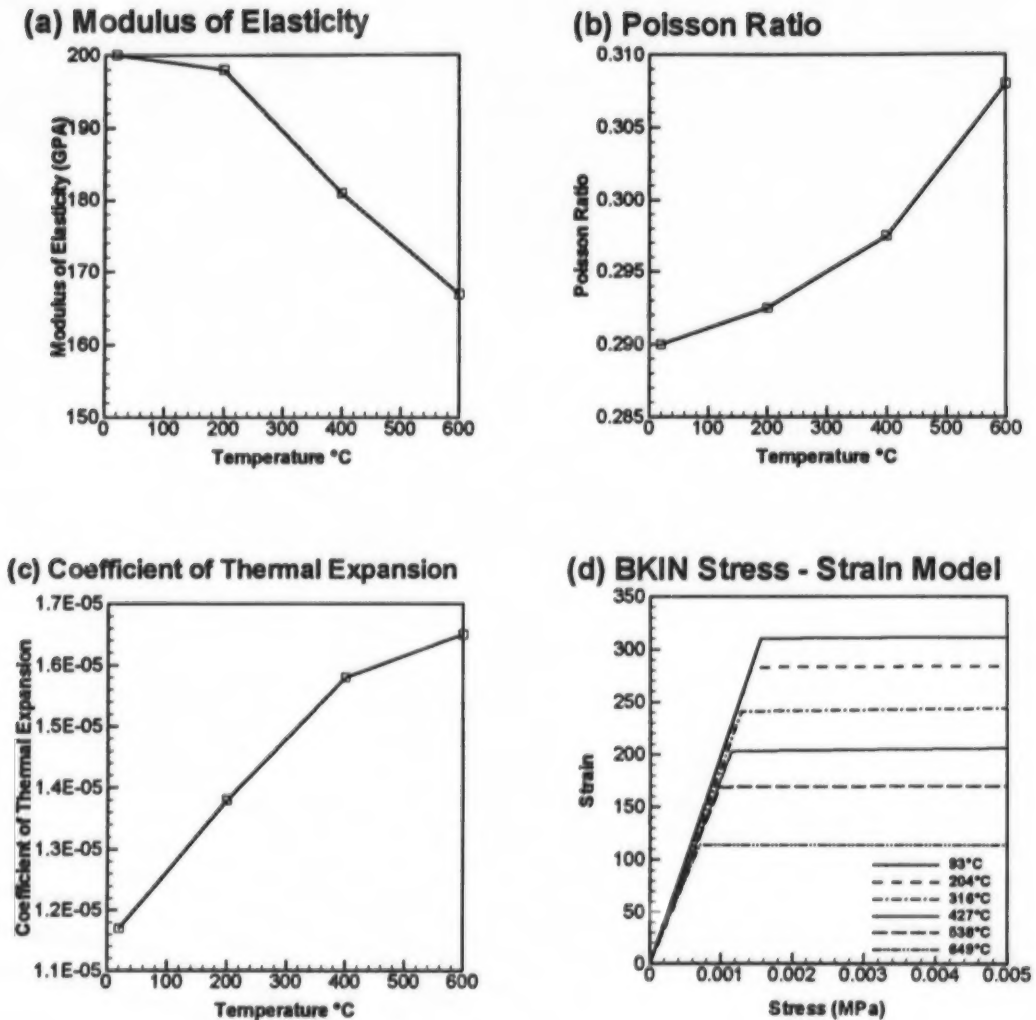 (a) Modulus of Elasticity
200
190
180
170
160
150
Modulus of Elasticity (GPA)
0 100 200 300 400 500 600
Temperature °C
(b) Poisson Ratio
0.310
0.305
0.300
0.295
0.290
0.285
Poisson Ratio
0 100 200 300 400 500 600
Temperature °C
(c) Coefficient of Thermal Expansion
1.7E-05
1.6E-05
1.5E-05
1.4E-05
1.3E-05
1.2E-05
1.1E-05
Coefficient of Thermal Expansion
0 100 200 300 400 500 600
Temperature °C
(d) BKIN Stress - Strain Model
350
300
250
200
150
100
50
0
Strain
93°C
204°C
316°C
427°C
538°C
649°C
0 0.001 0.002 0.003 0.004 0.005
Stress (MPa)